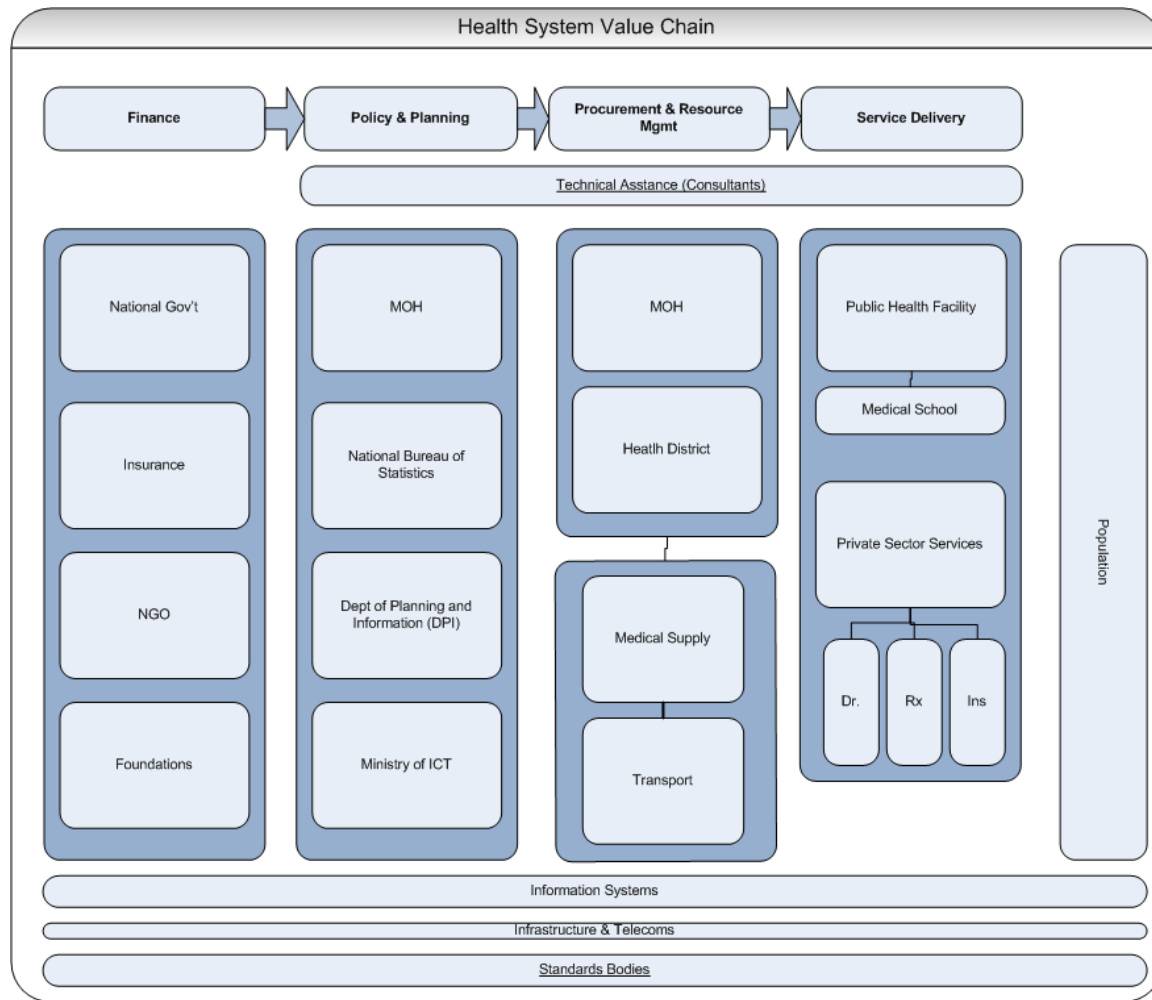 Health System Value Chain
Finance
Policy & Planning
Procurement & Resource
Mgmt
Service Delivery
Technical Asstance (Consultants)
National Gov't
Insurance
NGO
Foundations
MOH
National Bureau of
Statistics
Dept of Planning and
Information (DPI)
Ministry of ICT
MOH
Heatlh District
Medical Supply
Transport
Public Health Facility
Medical School
Private Sector Services
Dr.
Rx
Ins
Population
Information Systems
Infrastructure & Telecoms
Standards Bodies